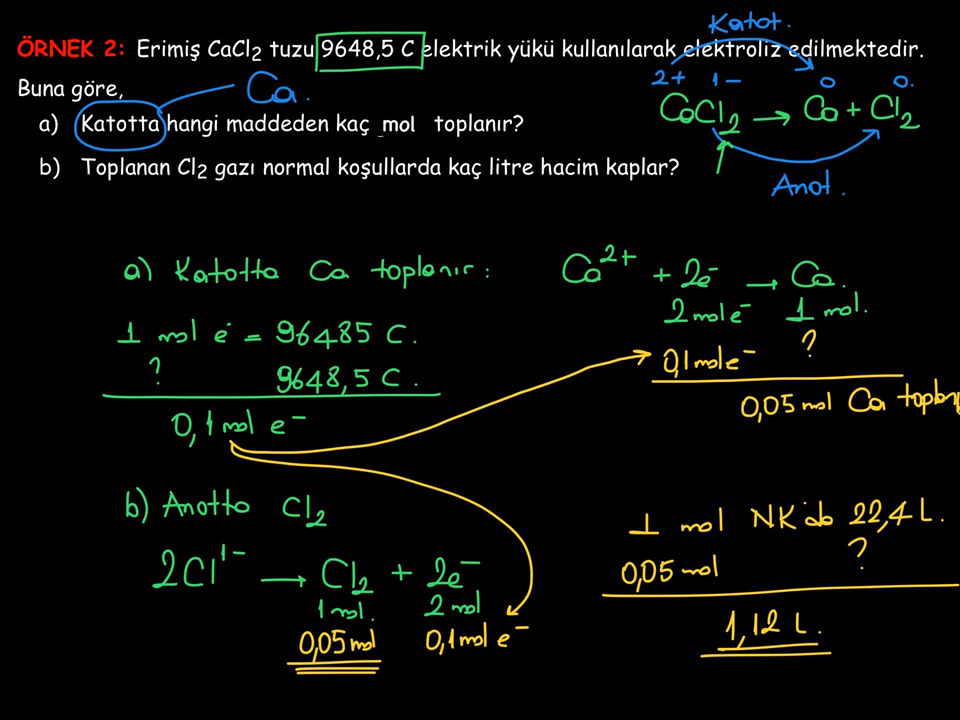 Katot.
ÖRNEK 2: Erimiş CaCl2 tuzu 9648,5 C elektrik yükü kullanılarak elektroliz edilmektedir.
Buna göre,
Ca.
2+ 1- 0 0.
CaCl2 → Ca + Cl2
a) Katotta hangi maddeden kaç mol toplanır?
b) Toplanan Cl2 gazı normal koşullarda kaç litre hacim kaplar?
Anot.
a) Katotta Ca toplanır: Ca2+ + 2e- → Ca.
2 mol e- 1 mol.
1 mol e- = 96485 C.
0,1 mol e- ?
? 9648,5 C.
0,05 mol Ca toplanır
0,1 mol e-
b) Anotta Cl2
1 mol NK'da 22,4 L.
0,05 mol ?
2Cl1- → Cl2 + 2e-
1 mol. 2 mol
0,05 mol 0,1 mol e-
1,12 L.